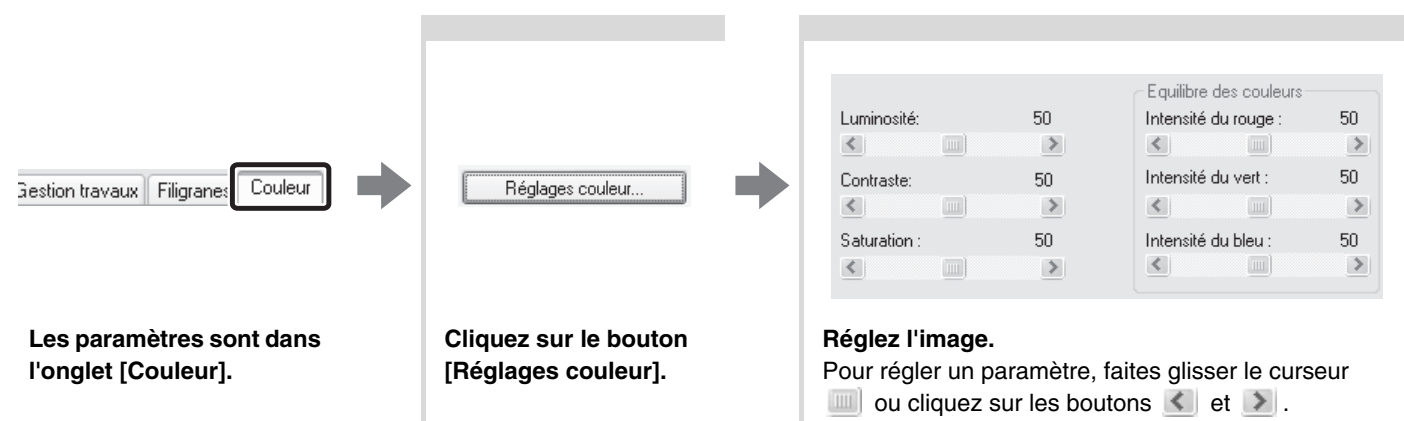 Gestion travaux Filigranes Couleur
Les paramètres sont dans
l'onglet [Couleur].
Réglages couleur...
Cliquez sur le bouton
[Réglages couleur].
Luminosité: 50
Contraste: 50
Saturation : 50
Equilibre des couleurs
Intensité du rouge : 50
Intensité du vert : 50
Intensité du bleu : 50
Réglez l'image.
Pour régler un paramètre, faites glisser le curseur
ou cliquez sur les boutons et .